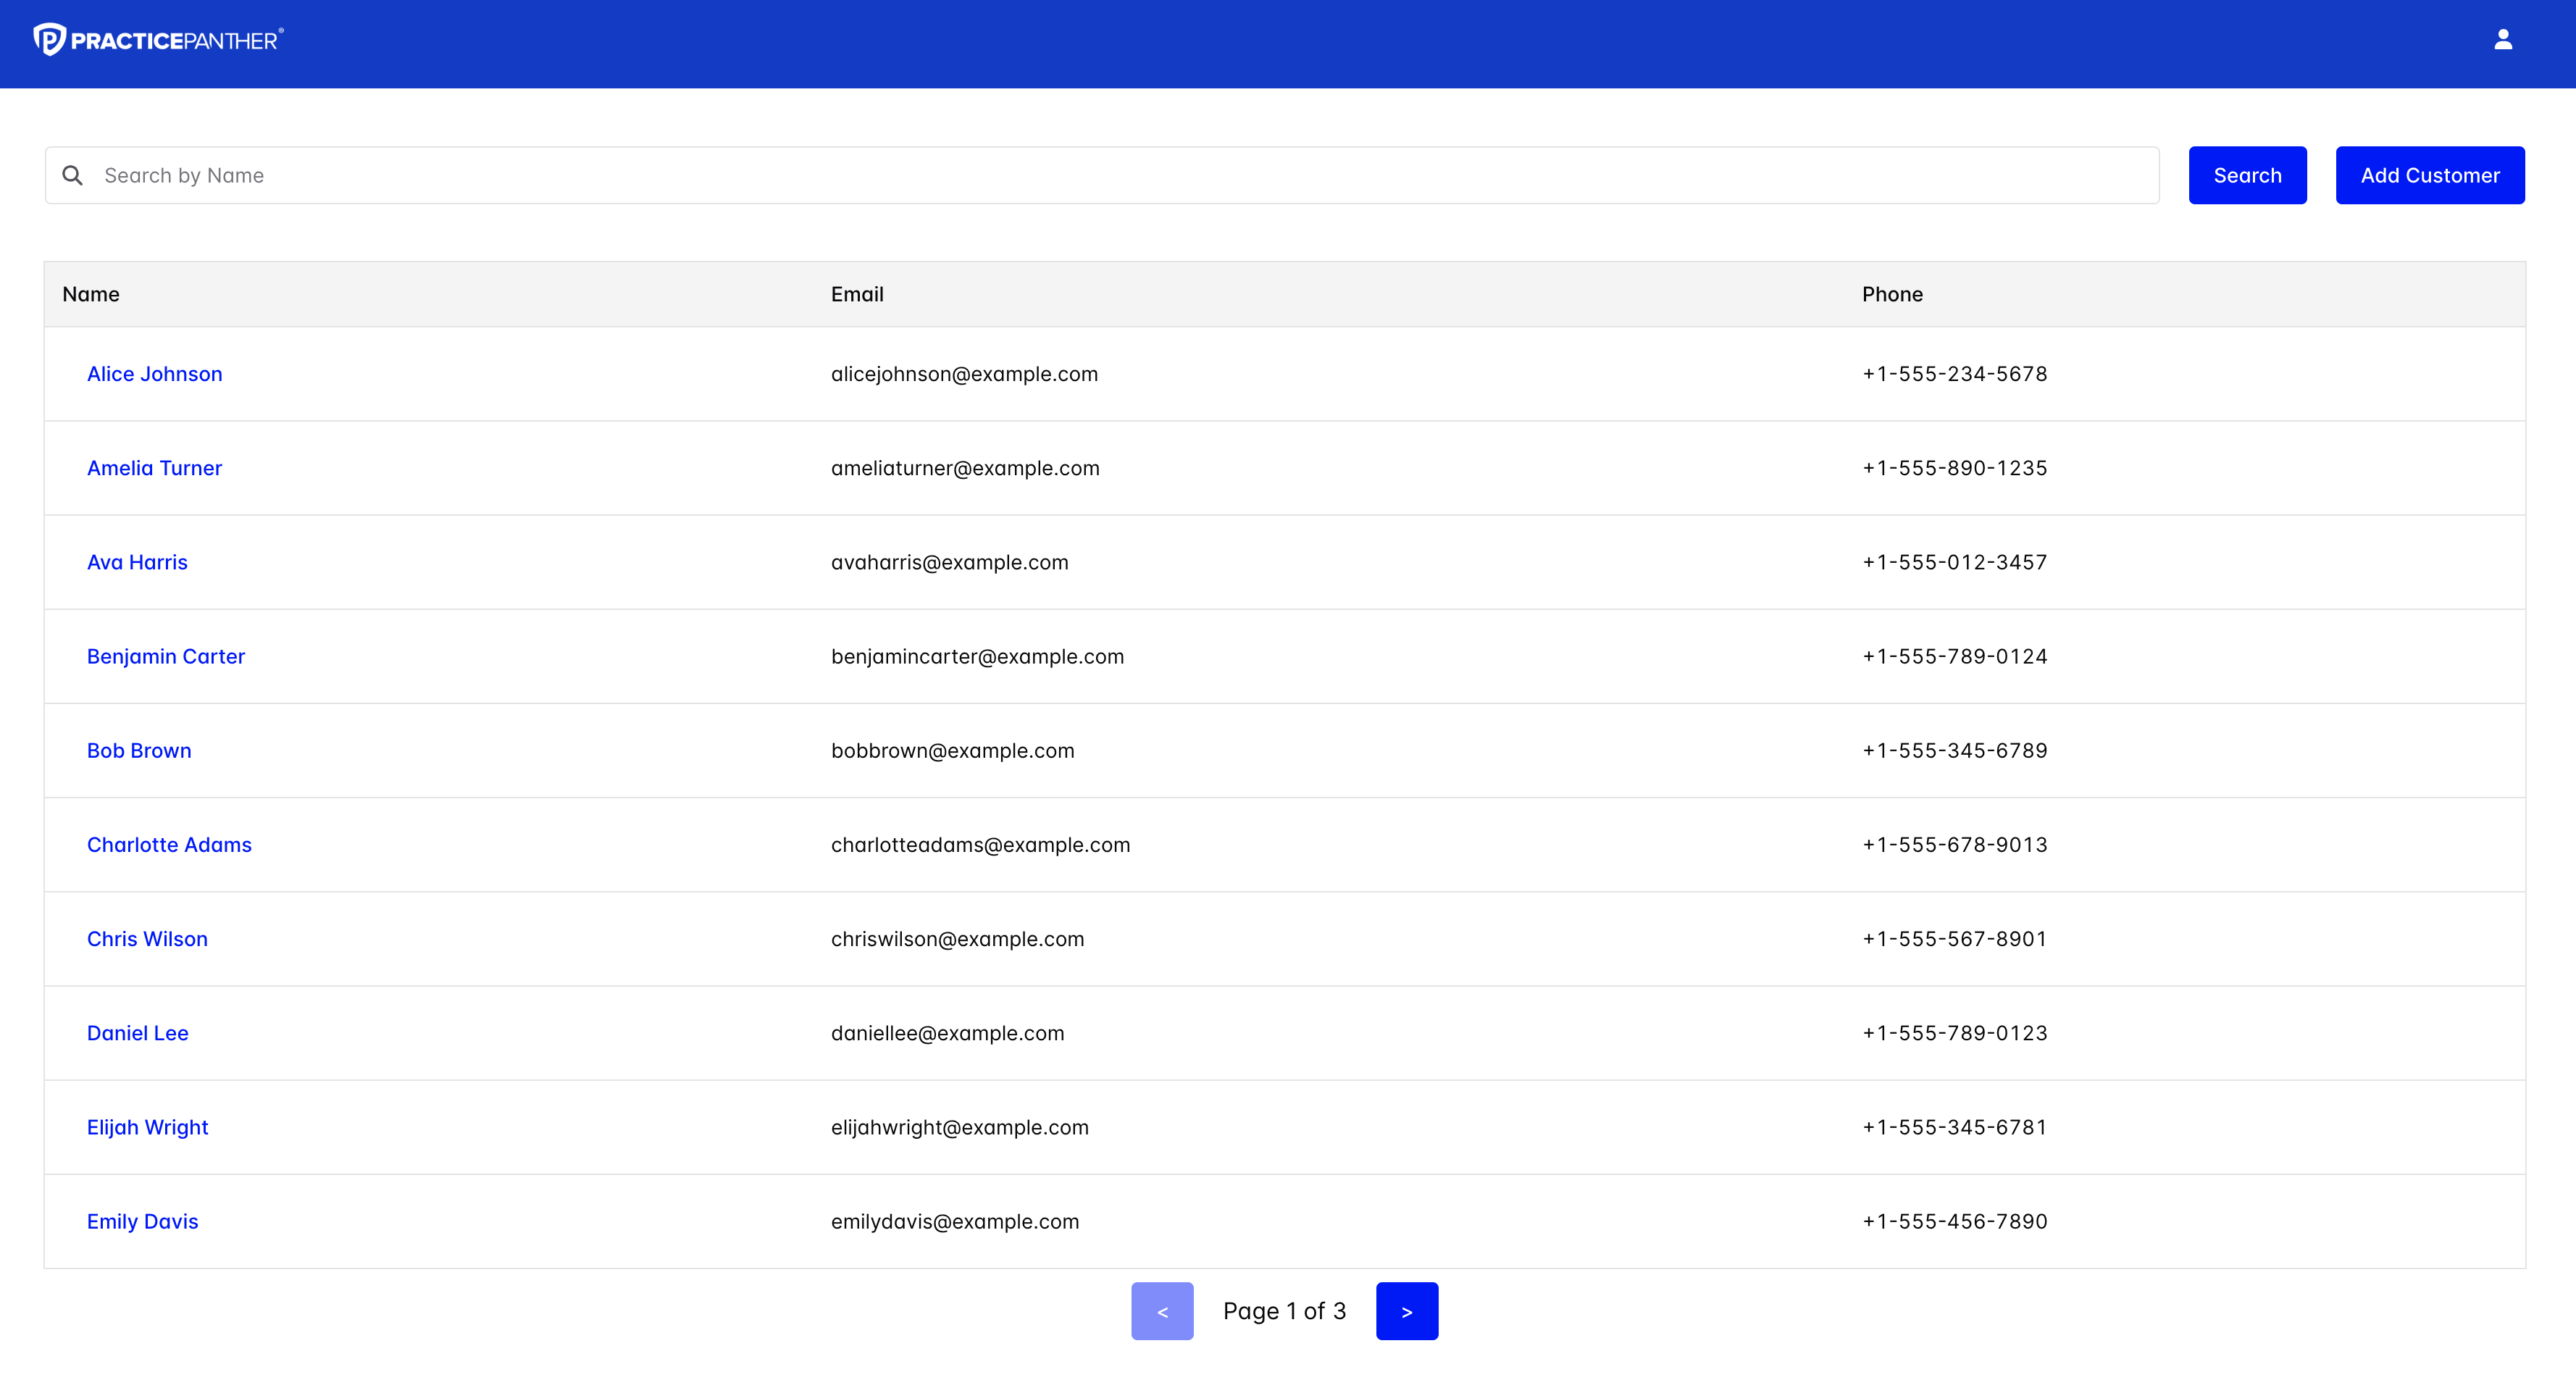 PRACTICEPANTHER®
Search by Name
Search
Add Customer
Name Email Phone
Alice Johnson alicejohnson@example.com +1-555-234-5678
Amelia Turner ameliaturner@example.com +1-555-890-1235
Ava Harris avaharris@example.com +1-555-012-3457
Benjamin Carter benjamincarter@example.com +1-555-789-0124
Bob Brown bobbrown@example.com +1-555-345-6789
Charlotte Adams charlotteadams@example.com +1-555-678-9013
Chris Wilson chriswilson@example.com +1-555-567-8901
Daniel Lee daniellee@example.com +1-555-789-0123
Elijah Wright elijahwright@example.com +1-555-345-6781
Emily Davis emilydavis@example.com +1-555-456-7890
< Page 1 of 3 >